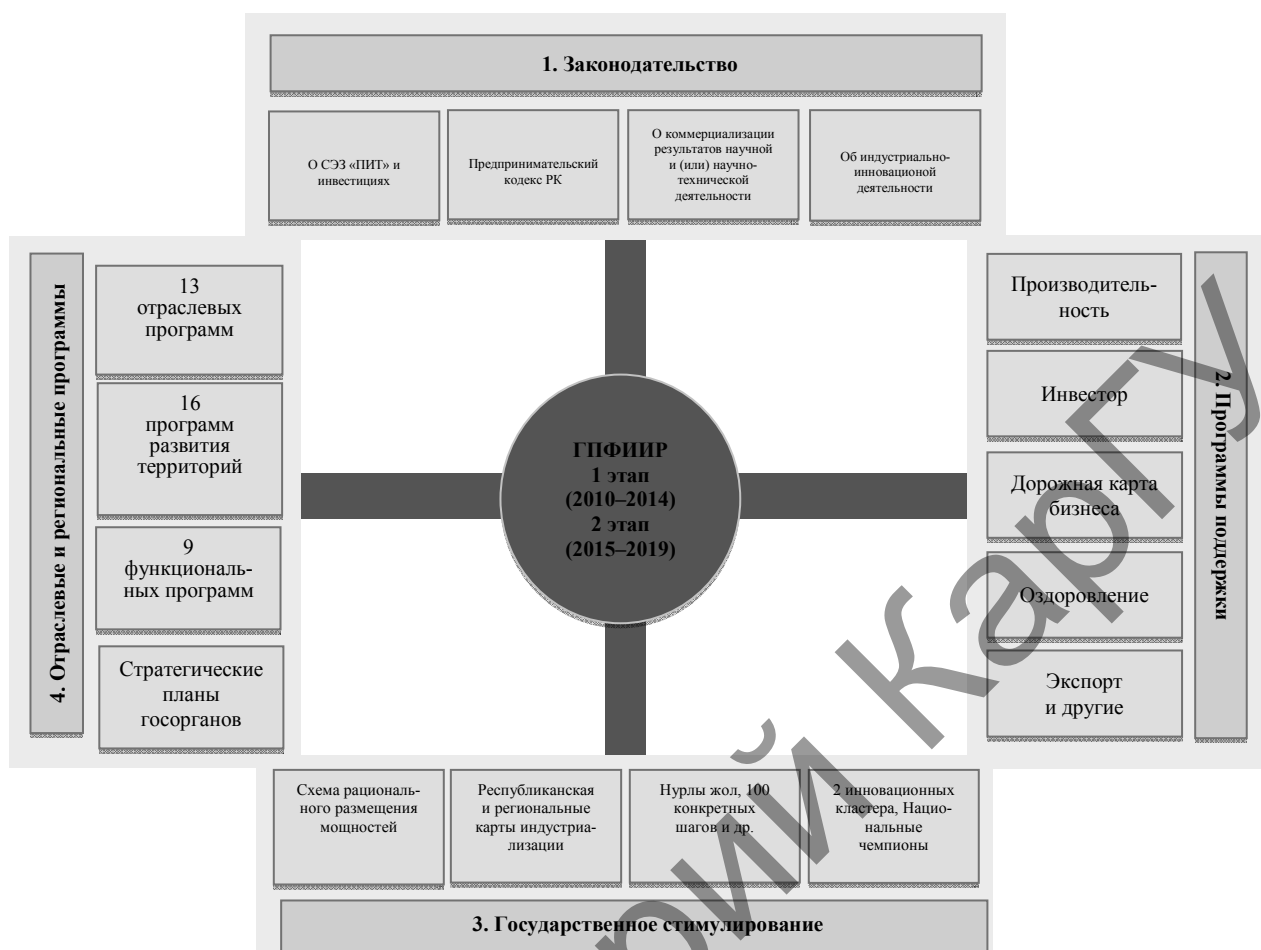 1. Законодательство
О СЭЗ «ПИТ» и
инвестициях
Предпринимательский
кодекс РК
О коммерциализации
результатов научной
и (или) научно-
технической
деятельности
Об индустриально-
инновационой
деятельности
4. Отраслевые и региональные программы
13
отраслевых
программ
16
программ
развития
территорий
9
функциональ-
ных программ
Стратегические
планы
госорганов
ГПФИИР
1 этап
(2010–2014)
2 этап
(2015–2019)
Производитель-
ность
Инвестор
Дорожная карта
бизнеса
Оздоровление
Экспорт
и другие
2. Программы поддержки
Схема рациональ-
ного размещения
мощностей
Республиканская
и региональные
карты индустриа-
лизации
Нурлы жол, 100
конкретных
шагов и др.
2 инновационных
кластера, Нацио-
нальные
чемпионы
3. Государственное стимулирование
рий КарГУ